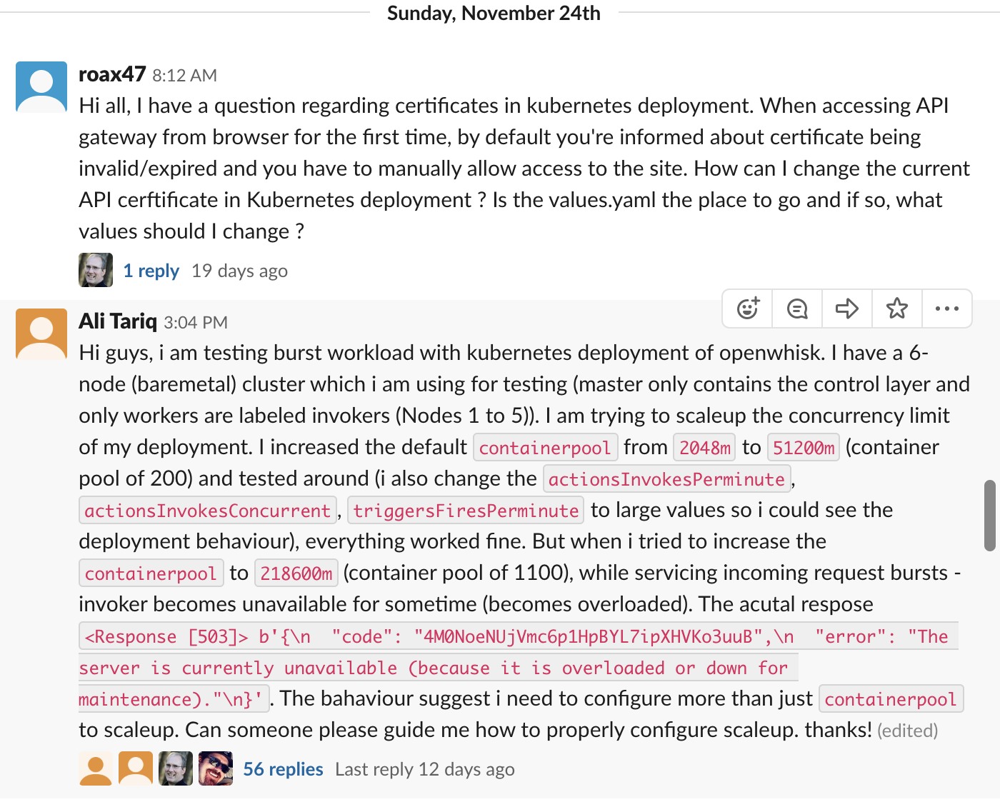 Sunday, November 24th
roax47 8:12 AM
Hi all, I have a question regarding certificates in kubernetes deployment. When accessing API
gateway from browser for the first time, by default you're informed about certificate being
invalid/expired and you have to manually allow access to the site. How can I change the current
API cerftificate in Kubernetes deployment ? Is the values.yaml the place to go and if so, what
values should I change ?
1 reply 19 days ago
Ali Tariq 3:04 PM
Hi guys, i am testing burst workload with kubernetes deployment of openwhisk. I have a 6-
node (baremetal) cluster which i am using for testing (master only contains the control layer and
only workers are labeled invokers (Nodes 1 to 5)). I am trying to scaleup the concurrency limit
of my deployment. I increased the default containerpool from 2048m to 51200m (container
pool of 200) and tested around (i also change the actionsInvokesPerminute,
actionsInvokesConcurrent, triggersFiresPerminute to large values so i could see the
deployment behaviour), everything worked fine. But when i tried to increase the
containerpool to 218600m (container pool of 1100), while servicing incoming request bursts -
invoker becomes unavailable for sometime (becomes overloaded). The acutal respose
<Response [503]> b'{\n  "code": "4M0NoeNUjVmc6p1HpBYL7ipXHVKo3uuB",\n  "error": "The
server is currently unavailable (because it is overloaded or down for
maintenance)."\n}'. The bahaviour suggest i need to configure more than just containerpool
to scaleup. Can someone please guide me how to properly configure scaleup. thanks! (edited)
56 replies Last reply 12 days ago